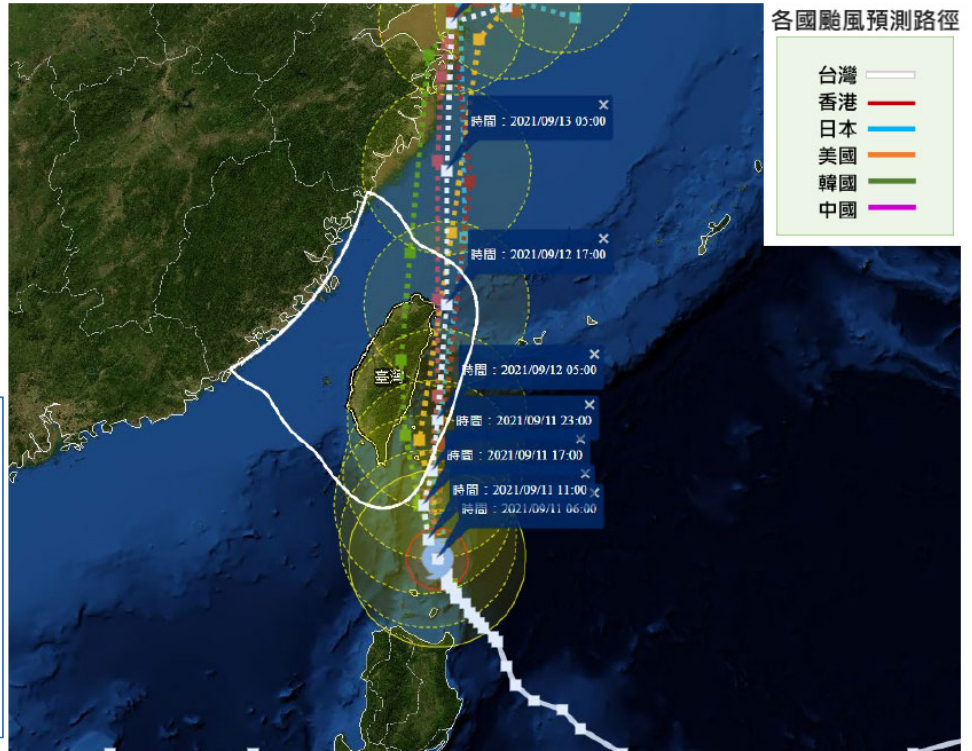 各國颱風預測路徑
台灣
香港
日本
美國
韓國
中國
時間：2021/09/13 05:00
時間：2021/09/12 17:00
時間：2021/09/12 05:00
時間：2021/09/11 23:00
時間：2021/09/11 17:00
時間：2021/09/11 11:00
時間：2021/09/11 06:00
臺灣